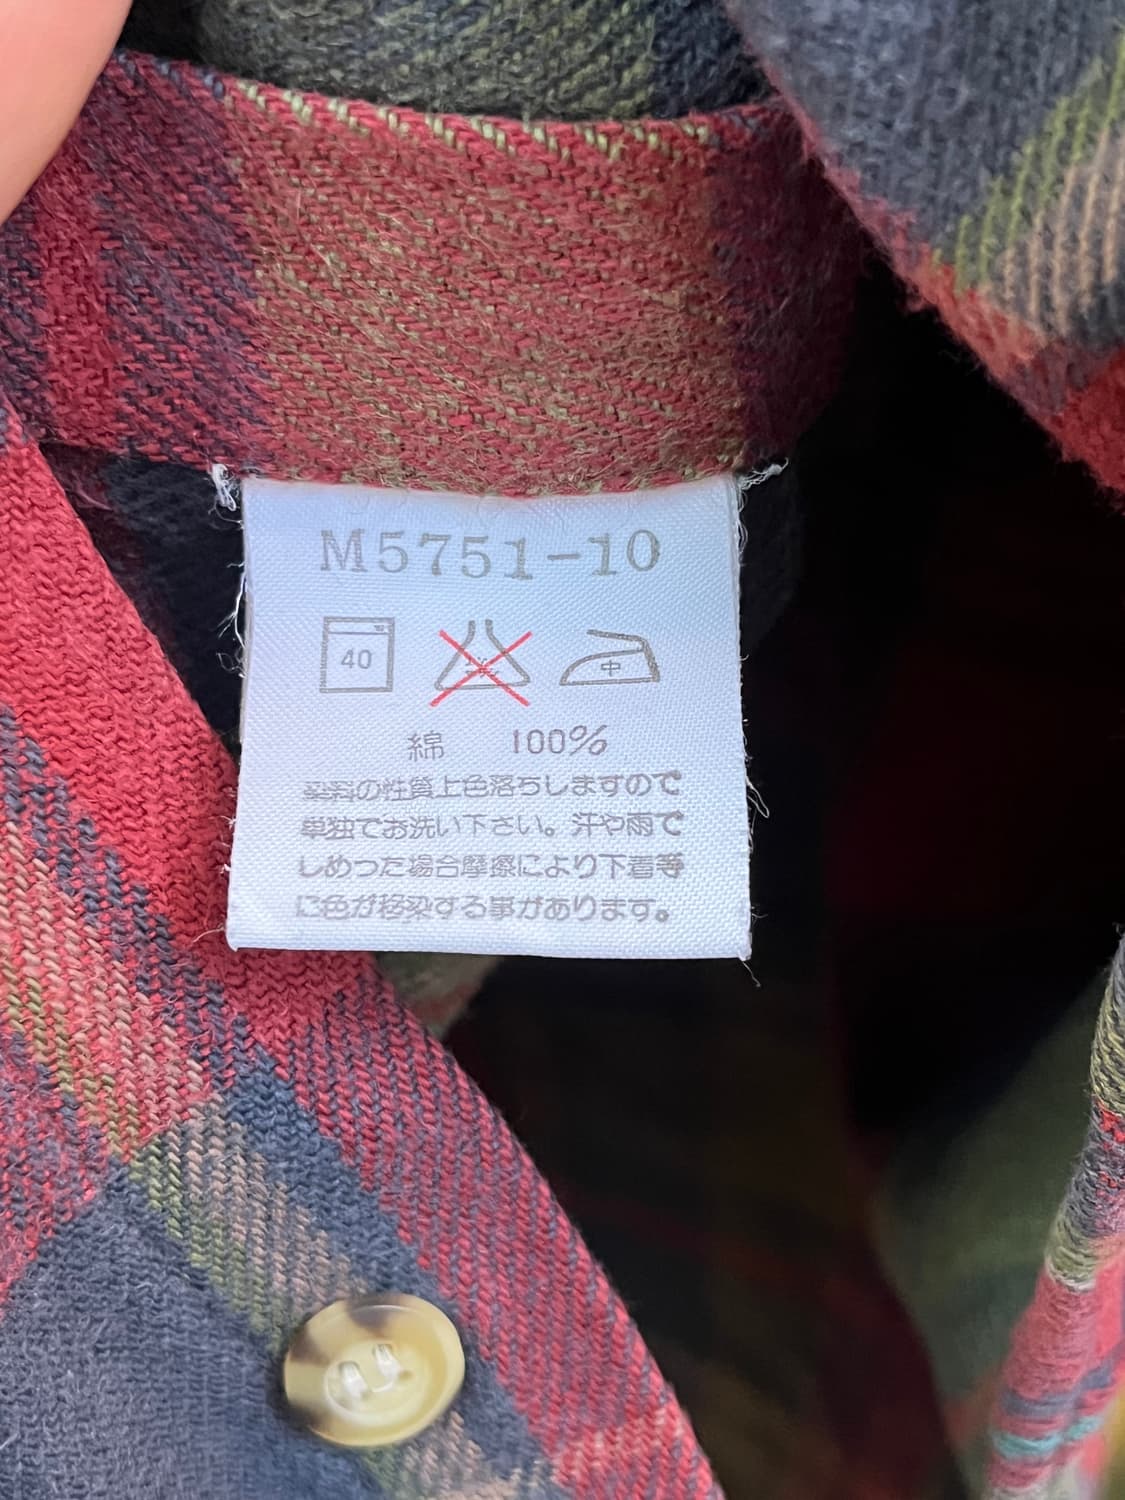 M5751-10
40
中
綿 100%
染料の性質上色落ちしますので
単独でお洗い下さい。汗や雨で
しめった場合摩擦により下着等
に色が移染する事があります。